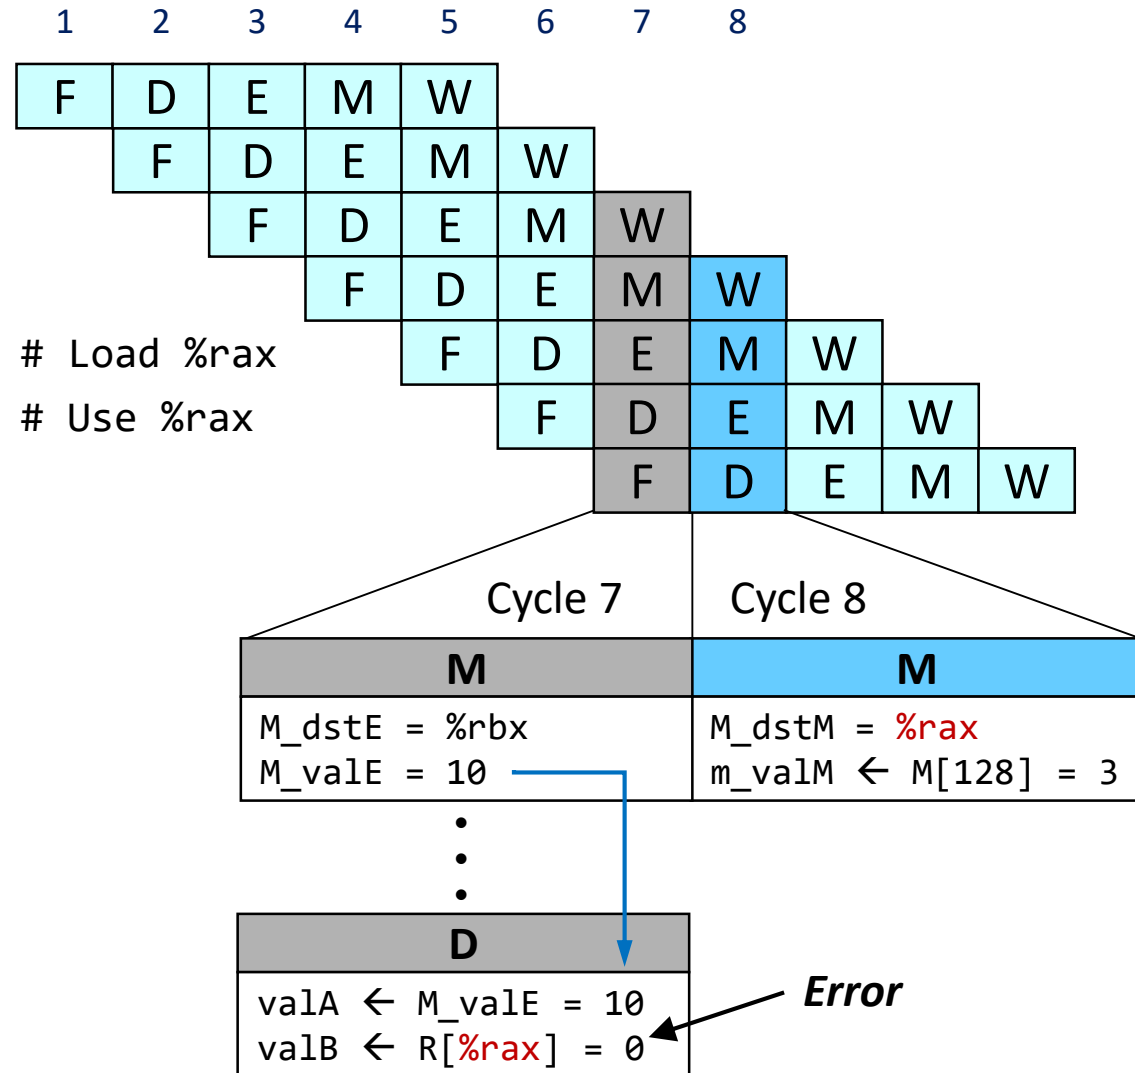 1 2 3 4 5 6 7 8
F D E M W
F D E M W
F D E M W
F D E M W
# Load %rax F D E M W
# Use %rax F D E M W
F D E M W
Cycle 7 Cycle 8
M M
M_dstE = %rbx M_dstM = %rax
M_valE = 10 m_valM ← M[128] = 3
D
valA ← M_valE = 10 Error
valB ← R[%rax] = 0